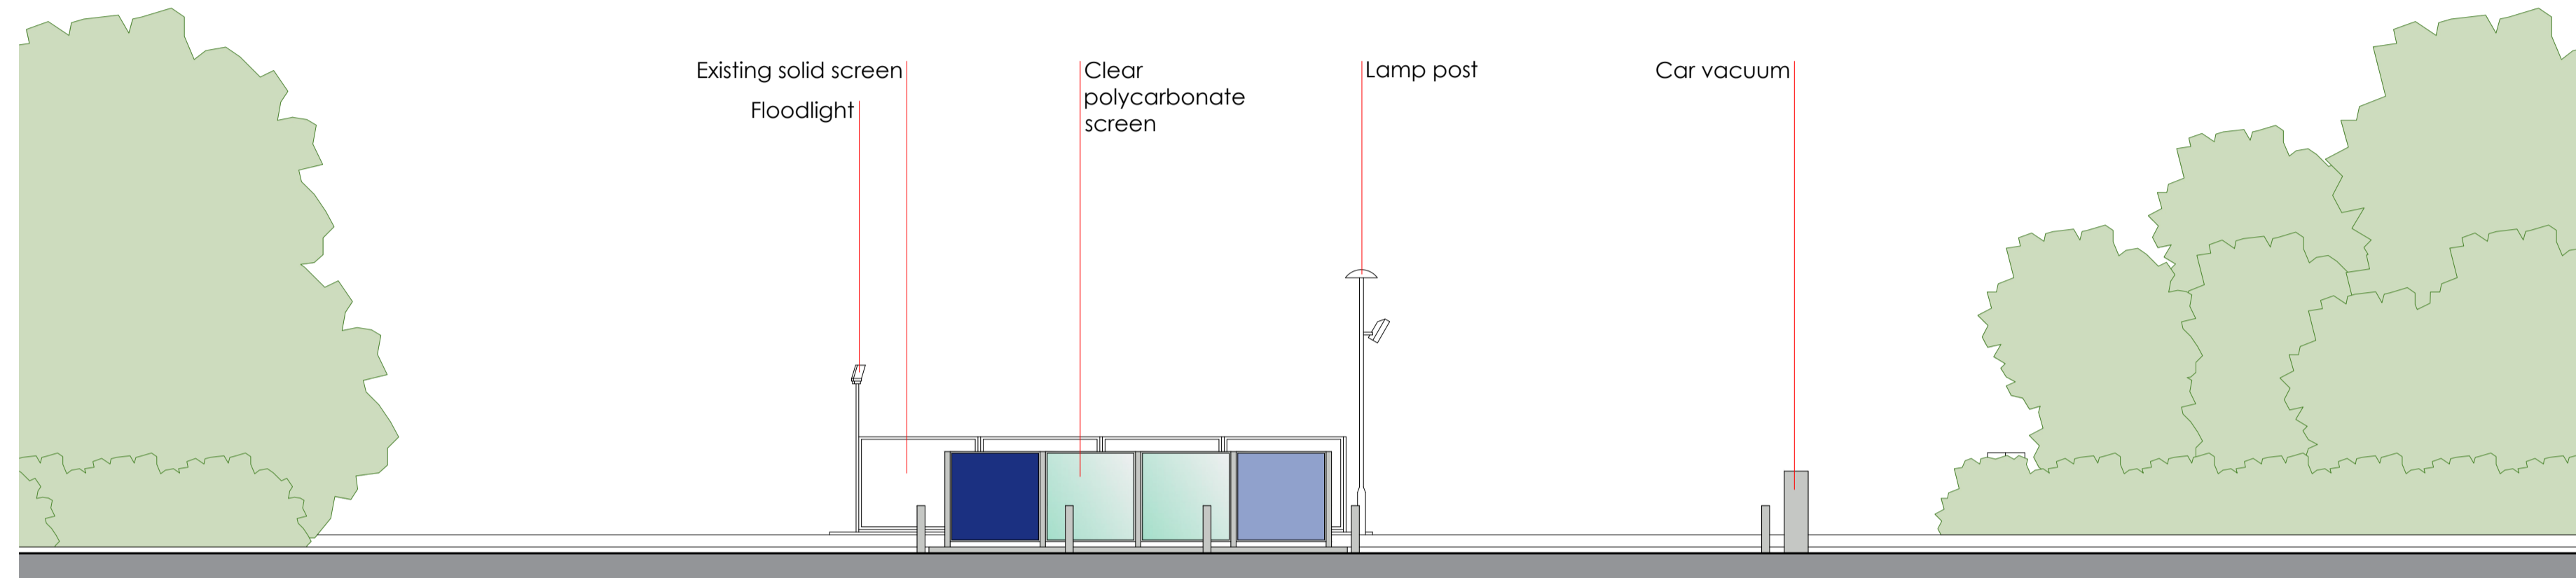 Existing solid screen
Floodlight
Clear
polycarbonate
screen
Lamp post
Car vacuum